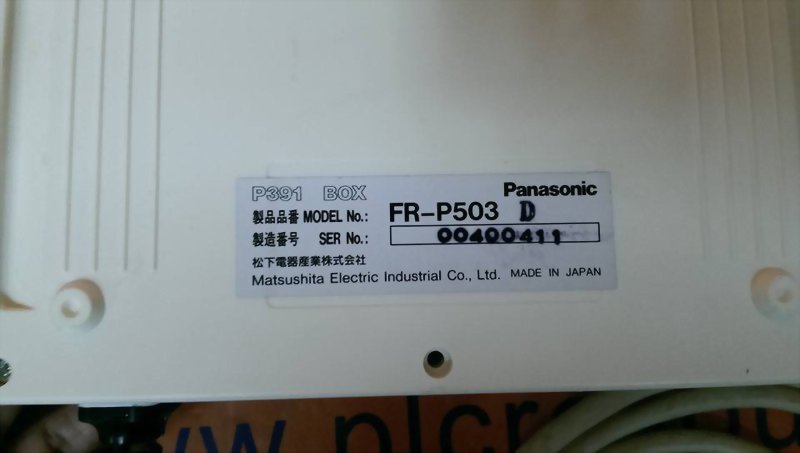 P391 BOX Panasonic
製品品番 MODEL No.: FR-P503 D
製造番号 SER No.: 00400411
松下電器産業株式会社
Matsushita Electric Industrial Co., Ltd. MADE IN JAPAN